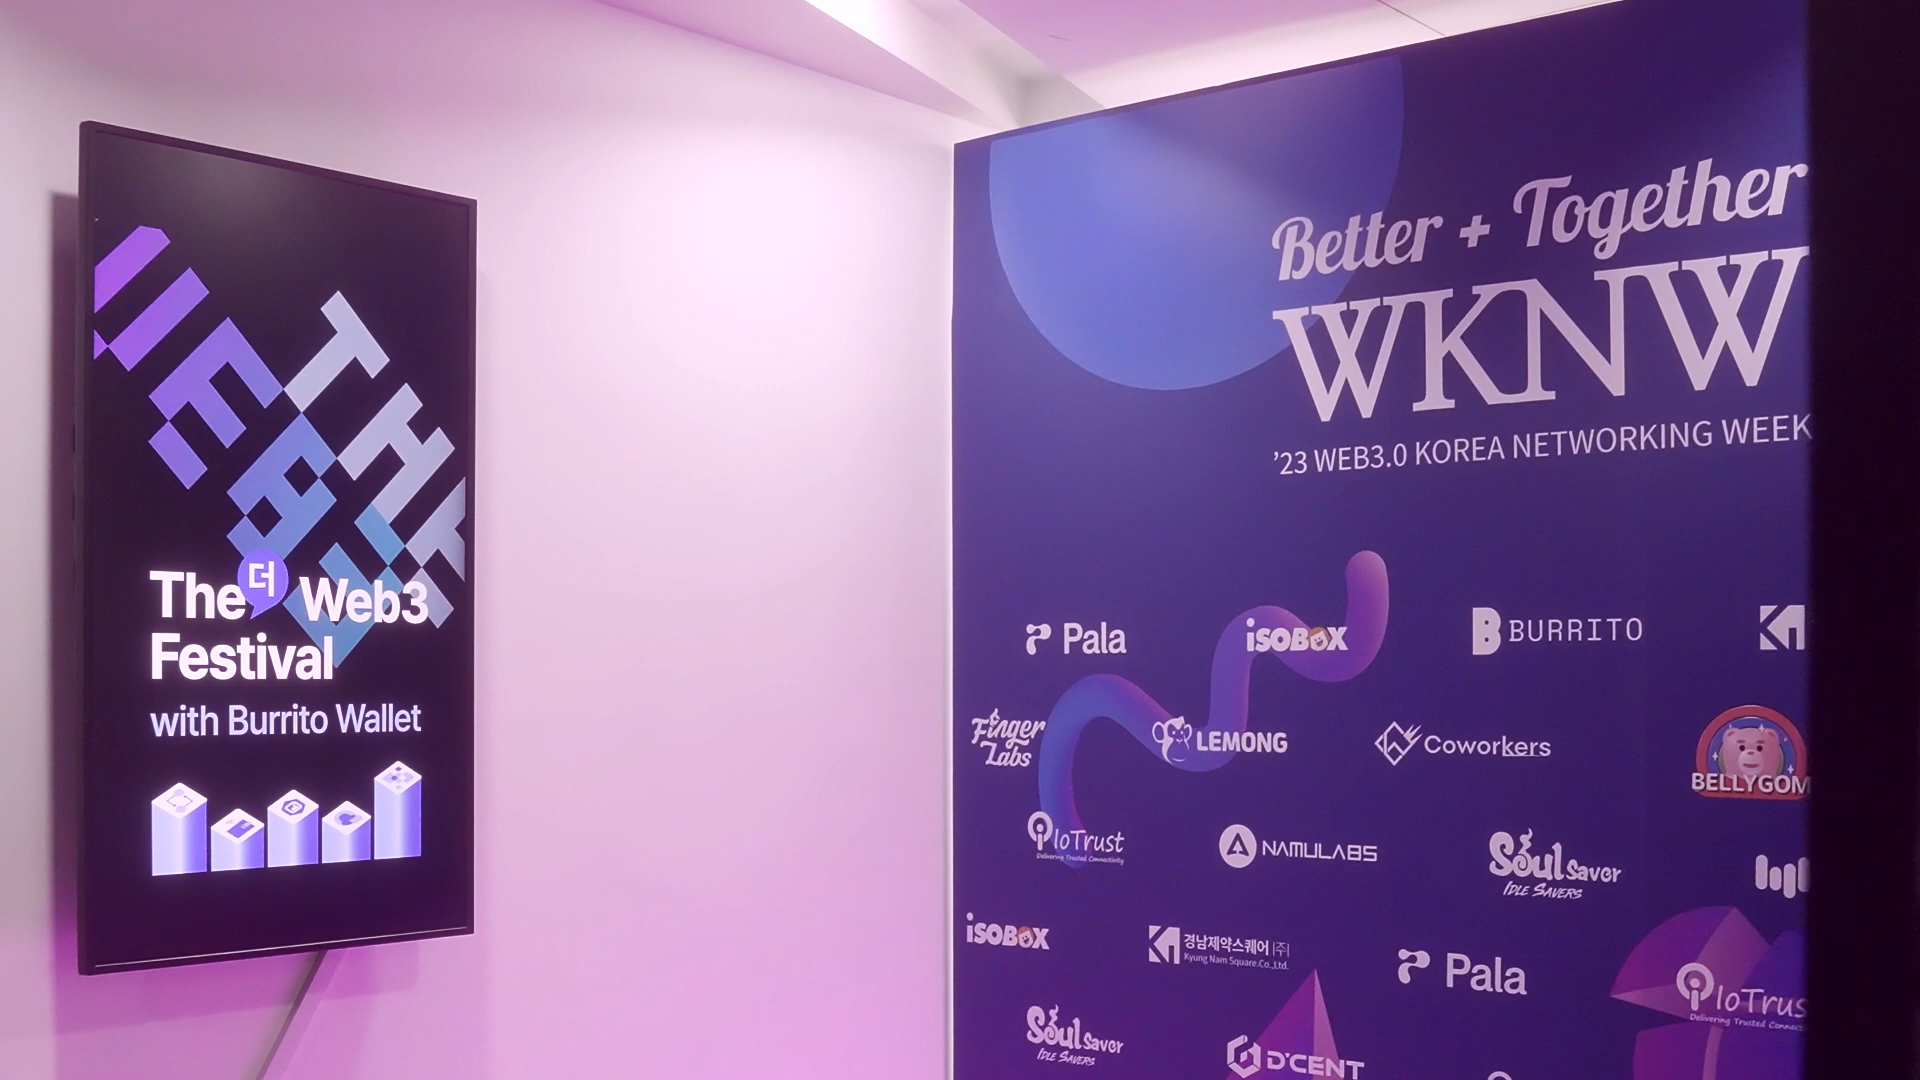 THE
WEB3
The 더 Web3
Festival
with Burrito Wallet
Better + Together
WKNW
'23 WEB3.0 KOREA NETWORKING WEEK
Pala
iSOBOX
BURRITO
Finger Labs
LEMONG
Coworkers
BELLYGOM
IoTrust
Delivering Trusted Connectivity
NAMULABS
Soul Saver
IDLE SAVERS
iSOBOX
경남제약스퀘어 (주)
Kyung Nam Square.Co.,Ltd.
Pala
IoTrus
Delivering Trusted Connec
Soul Saver
IDLE SAVERS
D'CENT